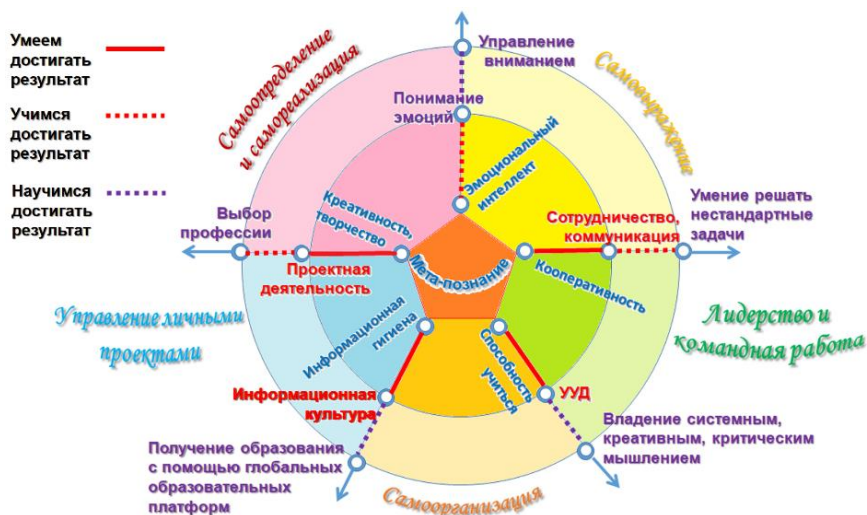 Умеем
достигать
результат
Учимся
достигать
результат
Научимся
достигать
результат
Самоопределение
и самореализация
Управление
вниманием
Самовыражение
Понимание
эмоций
Эмоциональный
интеллект
Креативность,
творчество
Выбор
профессии
Сотрудничество,
коммуникация
Умение решать
нестандартные
задачи
Мета-познание
Проектная
деятельность
Кооперативность
Управление личными
проектами
Информационная
гигиена
Способность
учиться
Лидерство и
командная работа
Информационная
культура
УУД
Получение образования
с помощью глобальных
образовательных
платформ
Самоорганизация
Владение системным,
креативным, критическим
мышлением